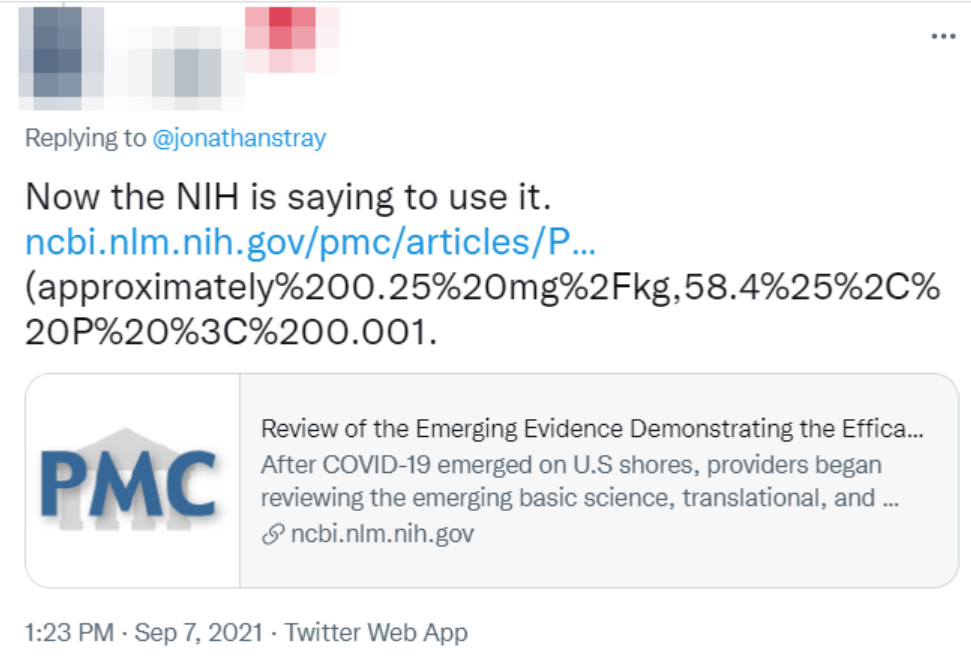 Replying to @jonathanstray
Now the NIH is saying to use it.
ncbi.nlm.nih.gov/pmc/articles/P...
(approximately%200.25%20mg%2Fkg,58.4%25%2C%
20P%20%3C%200.001.
PMC
Review of the Emerging Evidence Demonstrating the Effica...
After COVID-19 emerged on U.S shores, providers began
reviewing the emerging basic science, translational, and ...
ncbi.nlm.nih.gov
1:23 PM · Sep 7, 2021 · Twitter Web App